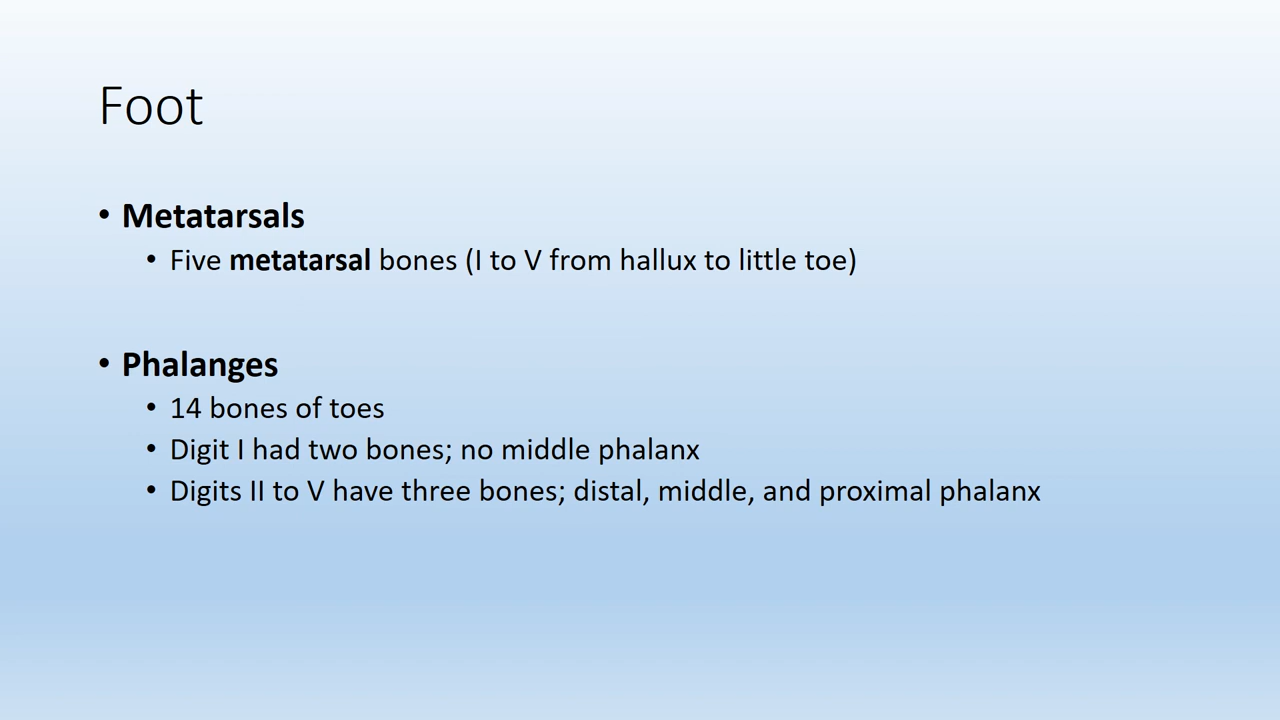 Foot
• Metatarsals
• Five metatarsal bones (I to V from hallux to little toe)
• Phalanges
• 14 bones of toes
• Digit I had two bones; no middle phalanx
• Digits II to V have three bones; distal, middle, and proximal phalanx